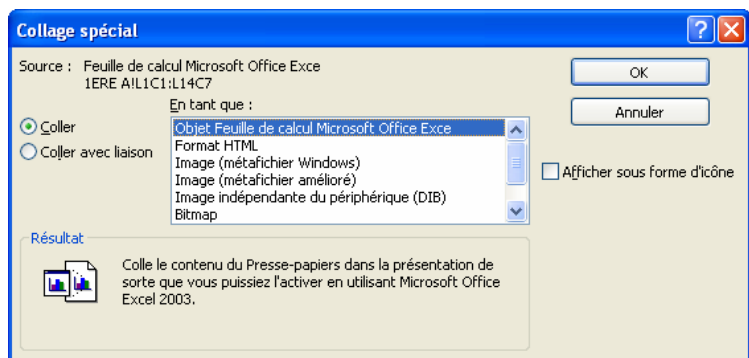 Collage spécial
Source : Feuille de calcul Microsoft Office Exce
1ERE A!L1C1:L14C7
En tant que :
Coller
Coller avec liaison
Objet Feuille de calcul Microsoft Office Exce
Format HTML
Image (métafichier Windows)
Image (métafichier amélioré)
Image indépendante du périphérique (DIB)
Bitmap
OK
Annuler
Afficher sous forme d'icône
Résultat
Colle le contenu du Presse-papiers dans la présentation de
sorte que vous puissiez l'activer en utilisant Microsoft Office
Excel 2003.